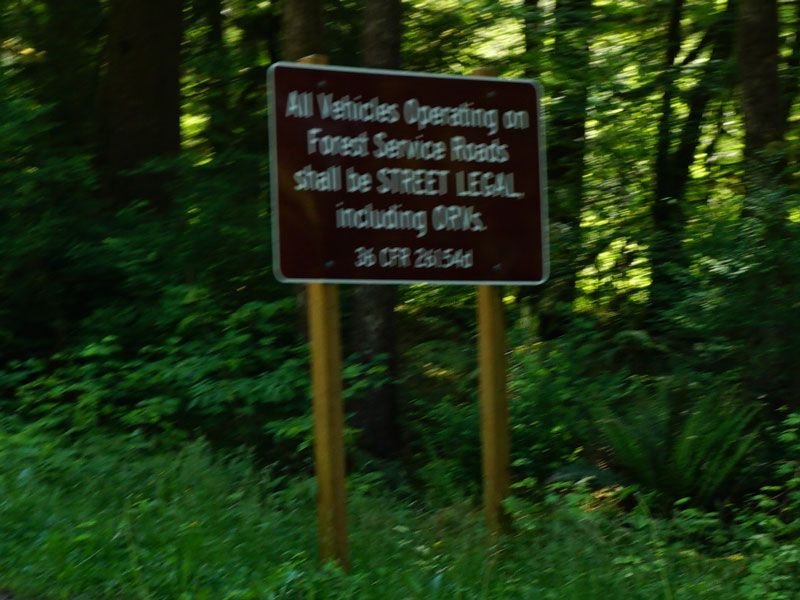 All Vehicles Operating on
Forest Service Roads
shall be STREET LEGAL,
including ORVs.
36 CFR 261.54d